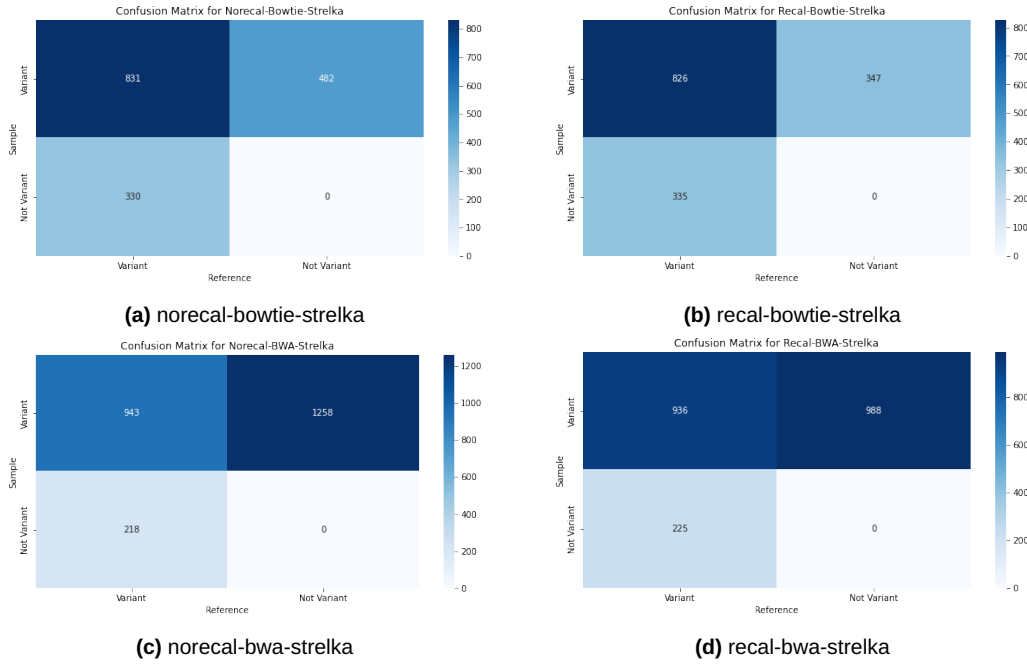 Confusion Matrix for Norecal-Bowtie-Strelka
Variant
Not Variant
Sample
831
482
330
0
Variant
Not Variant
Reference
800
700
600
500
400
300
200
100
0
(a) norecal-bowtie-strelka
Confusion Matrix for Recal-Bowtie-Strelka
Variant
Not Variant
Sample
826
347
335
0
Variant
Not Variant
Reference
800
700
600
500
400
300
200
100
0
(b) recal-bowtie-strelka
Confusion Matrix for Norecal-BWA-Strelka
Variant
Not Variant
Sample
943
1258
218
0
Variant
Not Variant
Reference
1200
1000
800
600
400
200
0
(c) norecal-bwa-strelka
Confusion Matrix for Recal-BWA-Strelka
Variant
Not Variant
Sample
936
988
225
0
Variant
Not Variant
Reference
800
600
400
200
0
(d) recal-bwa-strelka